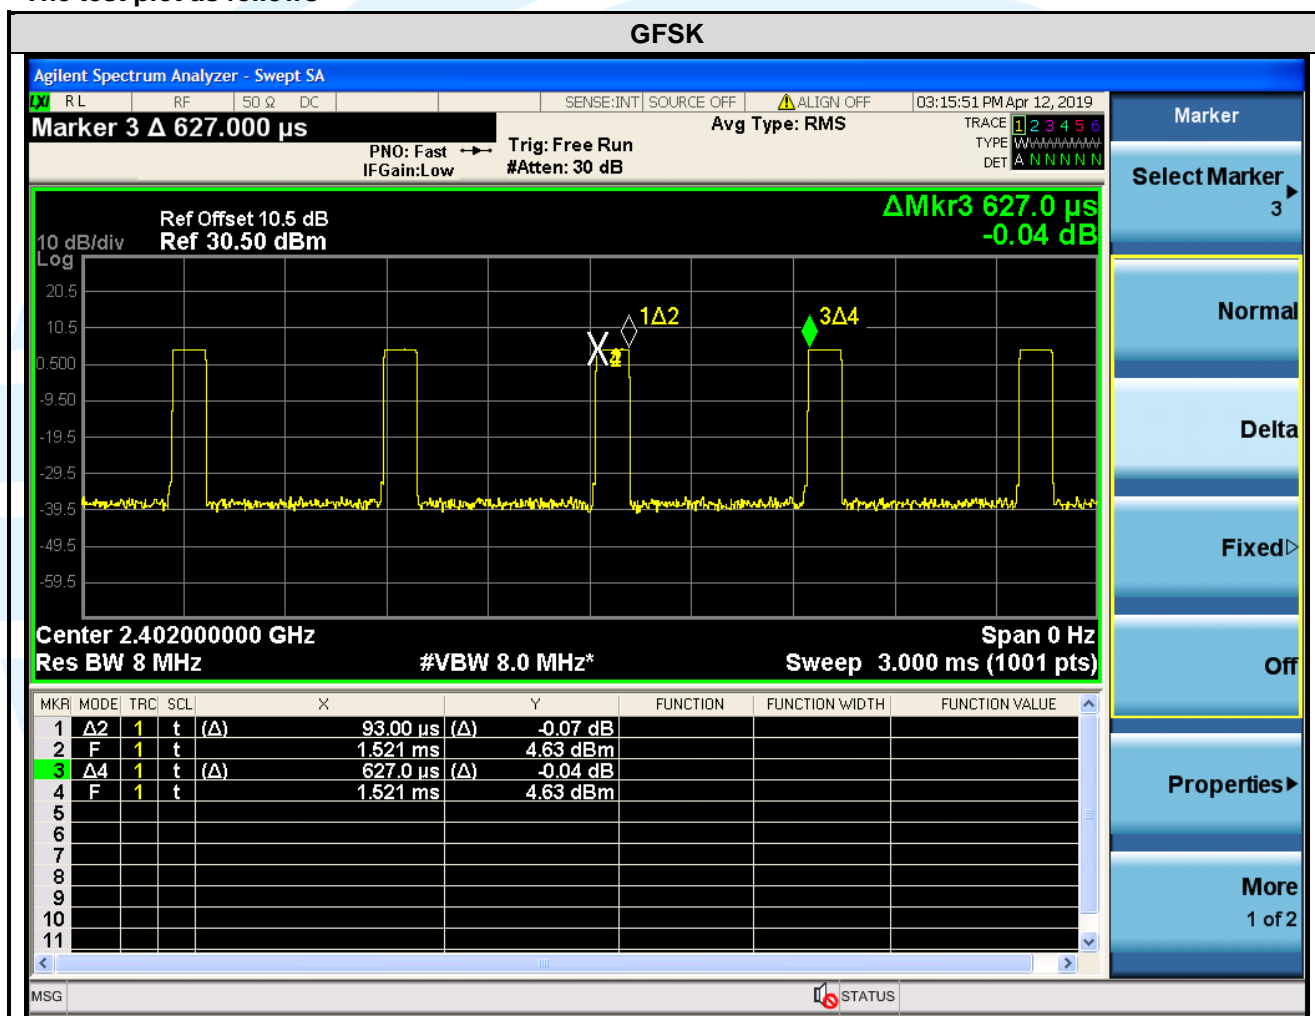 The test plot as follows
GFSK
Agilent Spectrum Analyzer - Swept SA
LXI RL RF 50 Ω DC SENSE:INT SOURCE OFF ⚠ALIGN OFF 03:15:51 PM Apr 12, 2019
Marker 3 Δ 627.000 µs
PNO: Fast
IFGain:Low
Trig: Free Run
#Atten: 30 dB
Avg Type: RMS
TRACE 1 2 3 4 5 6
TYPE W
DET A N N N N N
ΔMkr3 627.0 µs
-0.04 dB
Ref Offset 10.5 dB
10 dB/div Ref 30.50 dBm
Log
20.5
10.5
0.500
-9.50
-19.5
-29.5
-39.5
-49.5
-59.5
1Δ2
3Δ4
Center 2.402000000 GHz Span 0 Hz
Res BW 8 MHz #VBW 8.0 MHz* Sweep 3.000 ms (1001 pts)
MKR MODE TRC SCL X Y FUNCTION FUNCTION WIDTH FUNCTION VALUE
1 Δ2 1 t (Δ) 93.00 µs (Δ) -0.07 dB
2 F 1 t 1.521 ms 4.63 dBm
3 Δ4 1 t (Δ) 627.0 µs (Δ) -0.04 dB
4 F 1 t 1.521 ms 4.63 dBm
5
6
7
8
9
10
11
MSG STATUS
Marker
Select Marker
3
Normal
Delta
Fixed
Off
Properties
More
1 of 2